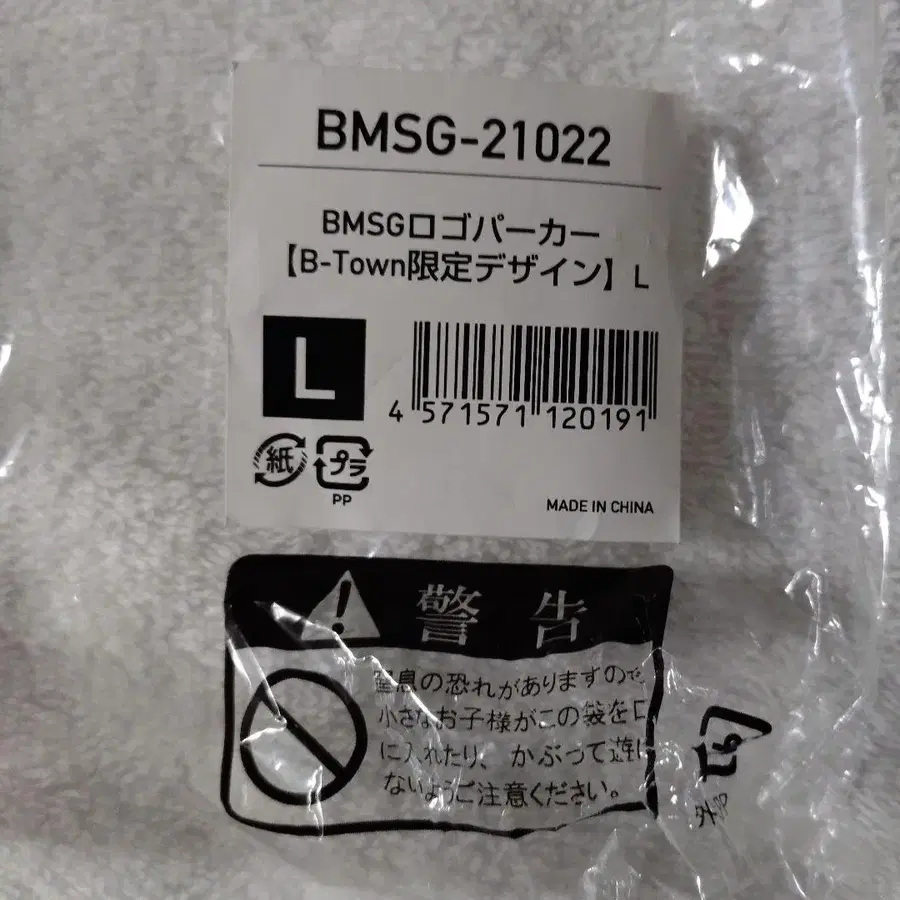 BMSG-21022
BMSGロゴパーカー
【B-Town限定デザイン】L
L
4 571571 120191
紙
プラ
PP
MADE IN CHINA
警告
窒息の恐れがありますので、
小さなお子様がこの袋を口
に入れたり、かぶって遊
ないようご注意ください。